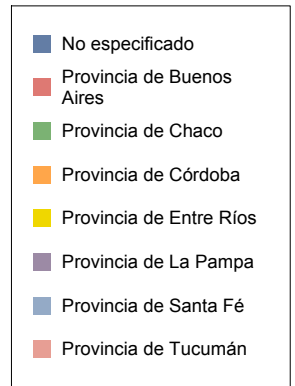 No especificado
Provincia de Buenos
Aires
Provincia de Chaco
Provincia de Córdoba
Provincia de Entre Ríos
Provincia de La Pampa
Provincia de Santa Fé
Provincia de Tucumán